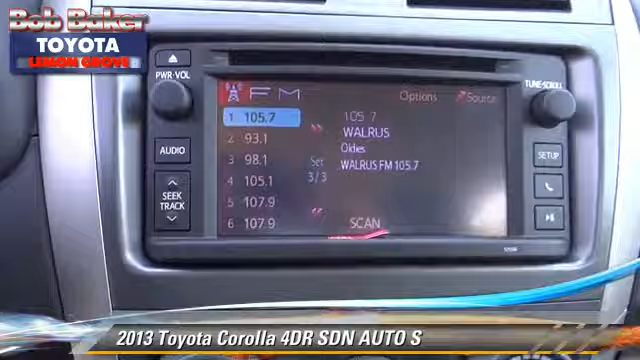 Bob Baker
TOYOTA
LEMON GROVE
PWR·VOL
AUDIO
SEEK
TRACK
FM
Options
Source
1 105.7
2 93.1
3 98.1
4 105.1
5 107.9
6 107.9
Set
3/3
105.7
WALRUS
Oldies
WALRUS FM 105.7
SCAN
TUNE·SCROLL
SETUP
2013 Toyota Corolla 4DR SDN AUTO S